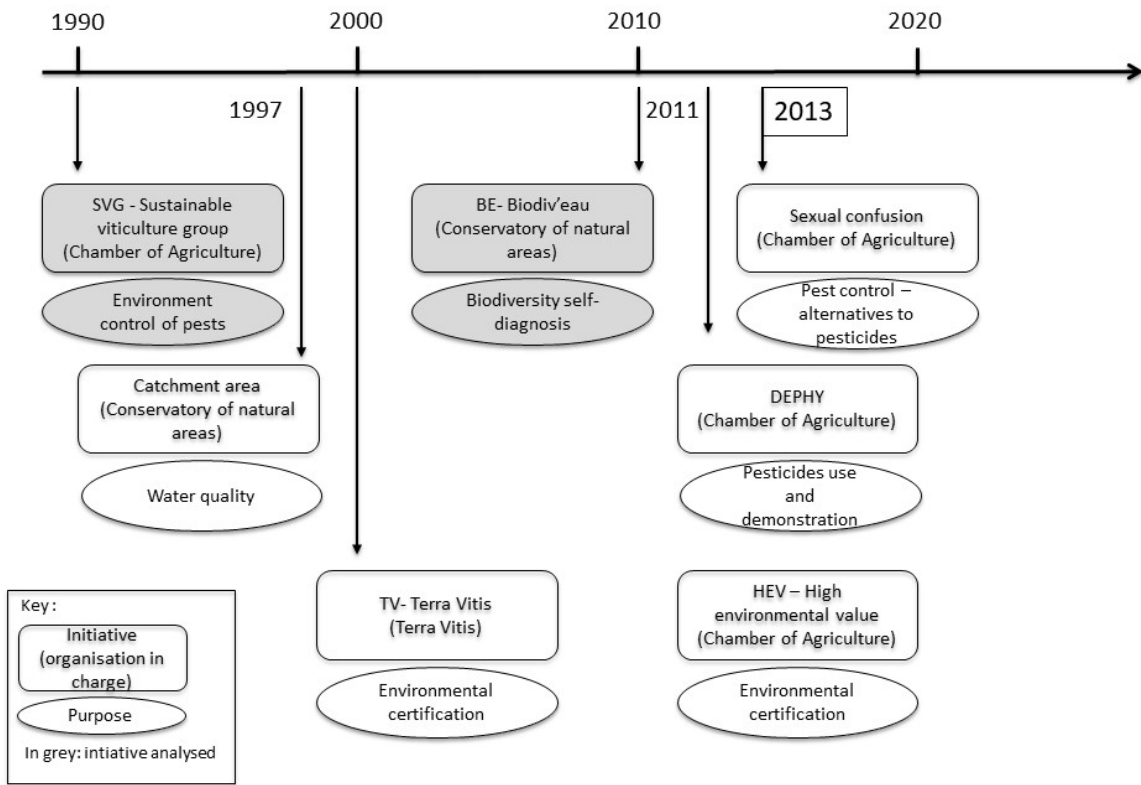 1990
2000
2010
2020
1997
2011
2013
SVG - Sustainable
viticulture group
(Chamber of Agriculture)
Environment
control of pests
BE- Biodiv'eau
(Conservatory of natural
areas)
Biodiversity self-
diagnosis
Sexual confusion
(Chamber of Agriculture)
Pest control –
alternatives to
pesticides
Catchment area
(Conservatory of natural
areas)
Water quality
DEPHY
(Chamber of Agriculture)
Pesticides use
and
demonstration
TV- Terra Vitis
(Terra Vitis)
Environmental
certification
HEV – High
environmental value
(Chamber of Agriculture)
Environmental
certification
Key :
Initiative
(organisation in
charge)
Purpose
In grey: intiative analysed